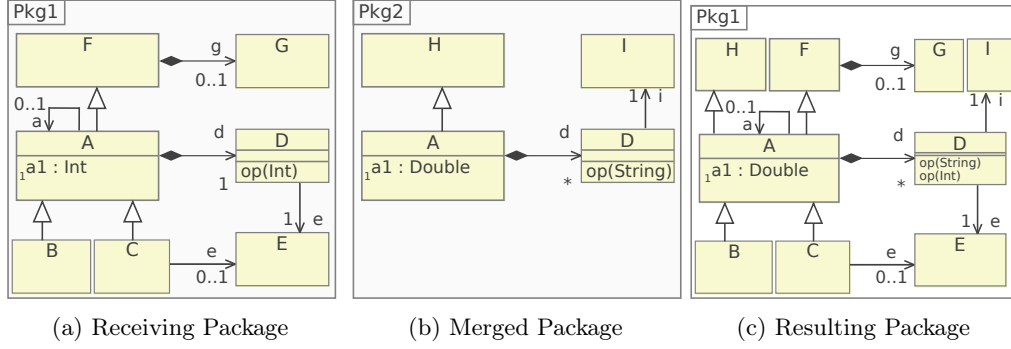 Pkg1
F
g
G
0..1
0..1
a
A
d
D
₁a1 : Int
1
op(Int)
1 e
B
C
e
0..1
E
(a) Receiving Package
Pkg2
H
I
1 i
A
d
D
₁a1 : Double
*
op(String)
(b) Merged Package
Pkg1
H
F
g
G
I
0..1
0..1
a
1 i
A
d
D
₁a1 : Double
*
op(String)
op(Int)
1 e
B
C
e
0..1
E
(c) Resulting Package